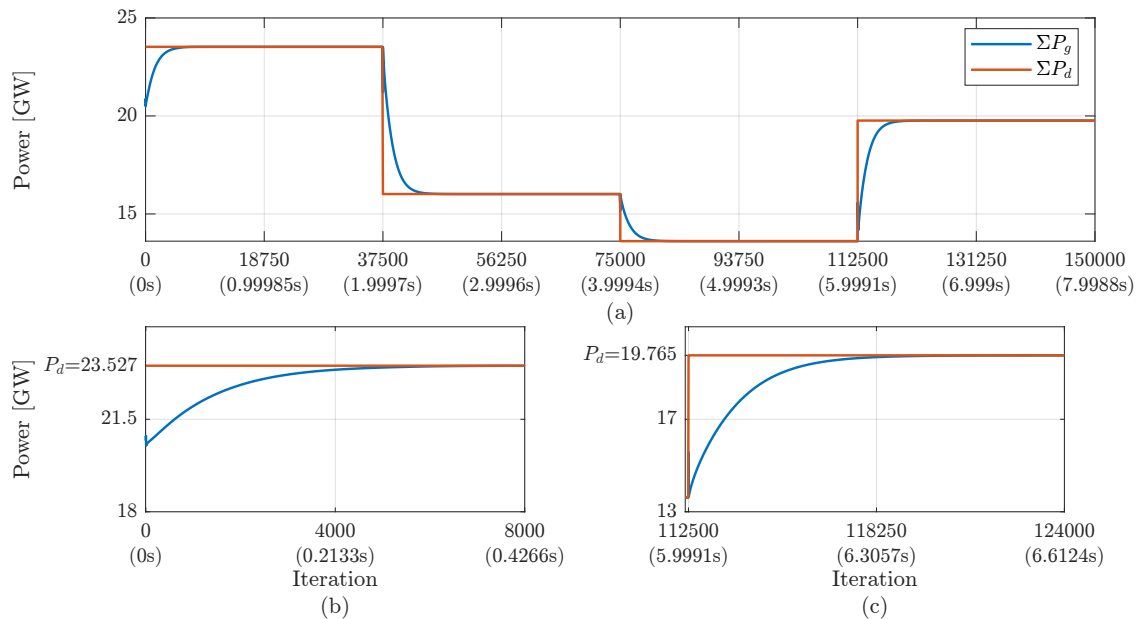 25
20
15
Power [GW]
ΣP_g
ΣP_d
0 18750 37500 56250 75000 93750 112500 131250 150000
(0s) (0.99985s) (1.9997s) (2.9996s) (3.9994s) (4.9993s) (5.9991s) (6.999s) (7.9988s)
(a)
Power [GW]
P_d=23.527
21.5
18
0 4000 8000
(0s) (0.2133s) (0.4266s)
Iteration
(b)
P_d=19.765
17
13
112500 118250 124000
(5.9991s) (6.3057s) (6.6124s)
Iteration
(c)